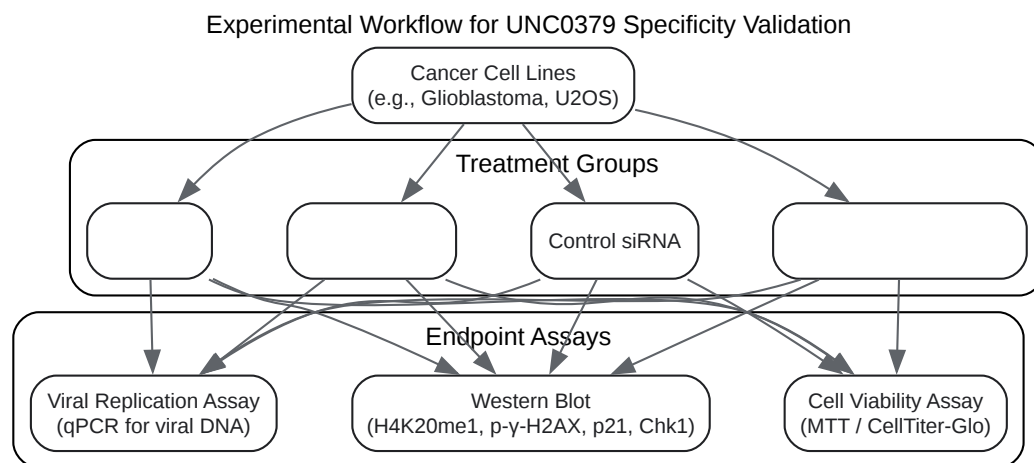 Experimental Workflow for UNC0379 Specificity Validation
Cancer Cell Lines
(e.g., Glioblastoma, U2OS)
Treatment Groups
Control siRNA
Endpoint Assays
Viral Replication Assay
(qPCR for viral DNA)
Western Blot
(H4K20me1, p-γ-H2AX, p21, Chk1)
Cell Viability Assay
(MTT / CellTiter-Glo)